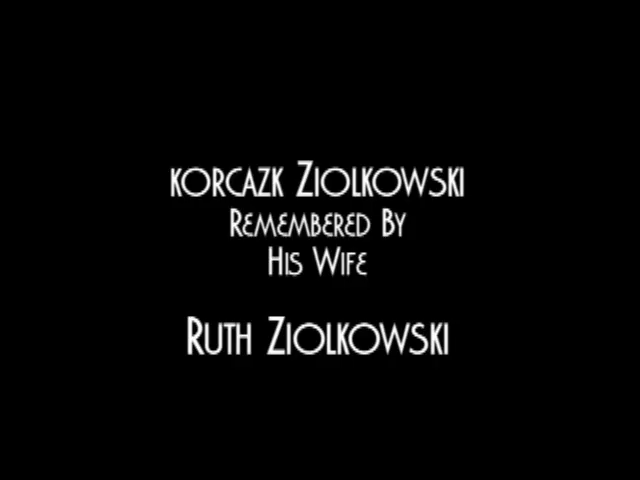 KORCAZK ZIOLKOWSKI
REMEMBERED BY
HIS WIFE
RUTH ZIOLKOWSKI